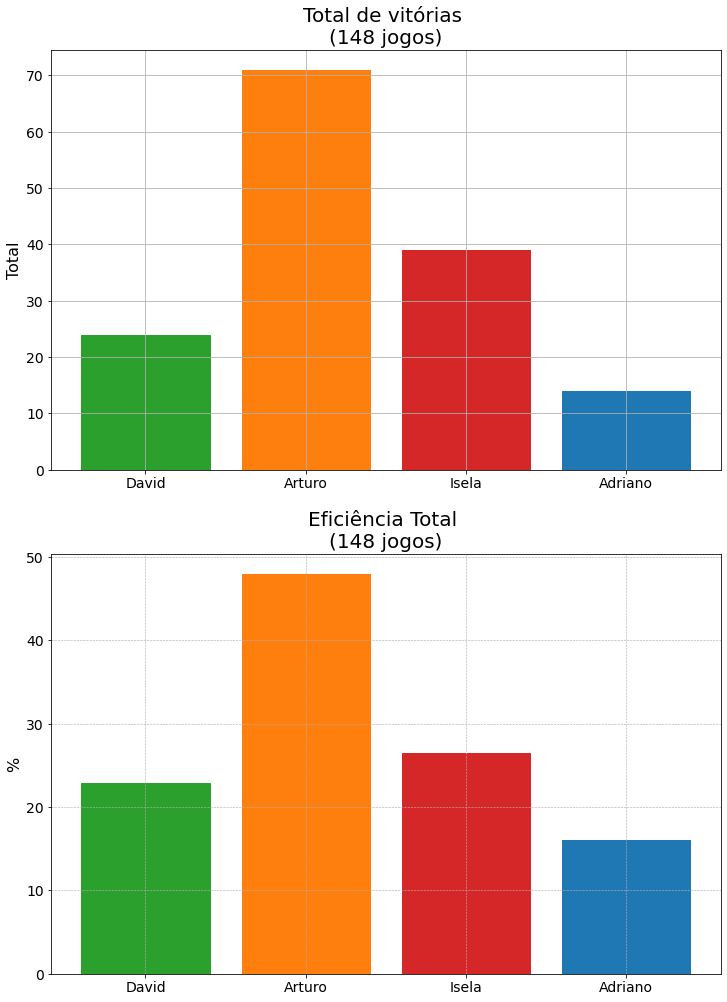 Total de vitórias
(148 jogos)
70
60
50
40
30
20
10
0
Total
David Arturo Isela Adriano
Eficiência Total
(148 jogos)
50
40
30
20
10
0
%
David Arturo Isela Adriano